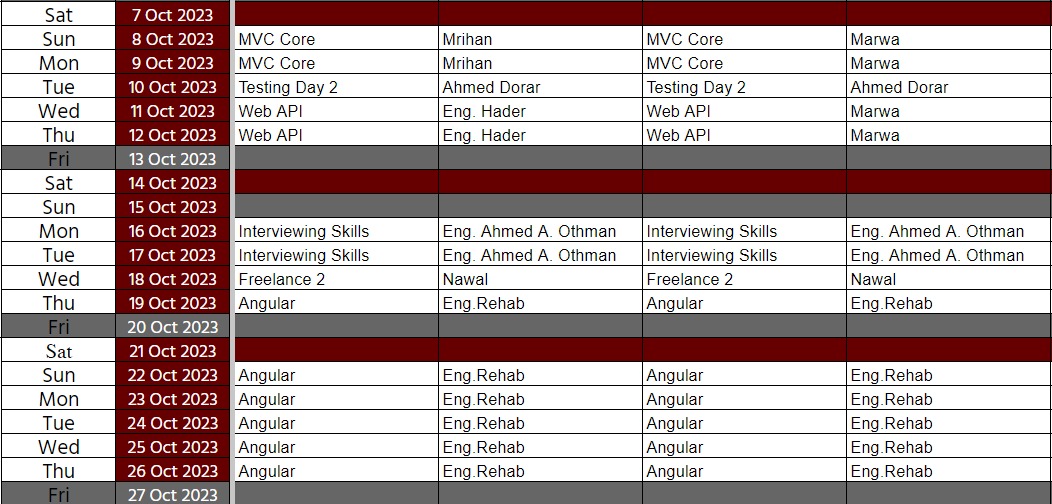 Sat 7 Oct 2023
Sun 8 Oct 2023 MVC Core Mrihan MVC Core Marwa
Mon 9 Oct 2023 MVC Core Mrihan MVC Core Marwa
Tue 10 Oct 2023 Testing Day 2 Ahmed Dorar Testing Day 2 Ahmed Dorar
Wed 11 Oct 2023 Web API Eng. Hader Web API Marwa
Thu 12 Oct 2023 Web API Eng. Hader Web API Marwa
Fri 13 Oct 2023
Sat 14 Oct 2023
Sun 15 Oct 2023
Mon 16 Oct 2023 Interviewing Skills Eng. Ahmed A. Othman Interviewing Skills Eng. Ahmed A. Othman
Tue 17 Oct 2023 Interviewing Skills Eng. Ahmed A. Othman Interviewing Skills Eng. Ahmed A. Othman
Wed 18 Oct 2023 Freelance 2 Nawal Freelance 2 Nawal
Thu 19 Oct 2023 Angular Eng.Rehab Angular Eng.Rehab
Fri 20 Oct 2023
Sat 21 Oct 2023
Sun 22 Oct 2023 Angular Eng.Rehab Angular Eng.Rehab
Mon 23 Oct 2023 Angular Eng.Rehab Angular Eng.Rehab
Tue 24 Oct 2023 Angular Eng.Rehab Angular Eng.Rehab
Wed 25 Oct 2023 Angular Eng.Rehab Angular Eng.Rehab
Thu 26 Oct 2023 Angular Eng.Rehab Angular Eng.Rehab
Fri 27 Oct 2023